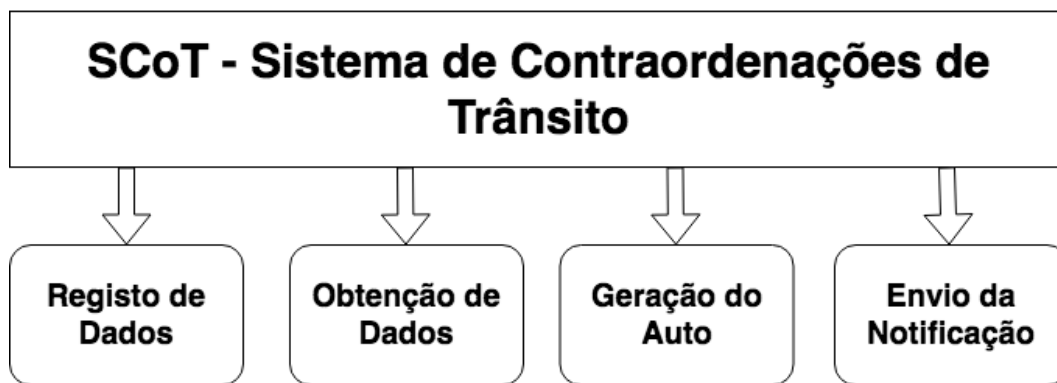 SCoT - Sistema de Contraordenações de
Trânsito
Registo de
Dados
Obtenção de
Dados
Geração do
Auto
Envio da
Notificação